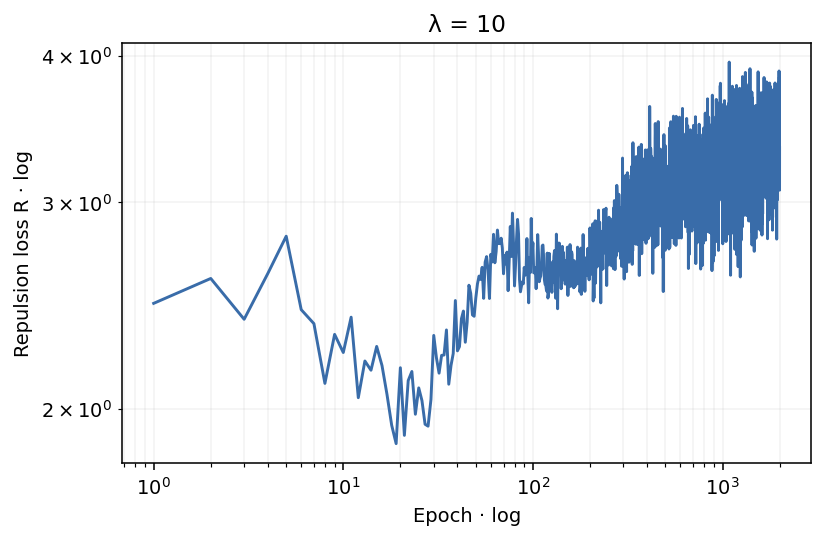 λ = 10
4 × 10⁰
3 × 10⁰
2 × 10⁰
Repulsion loss R · log
10⁰ 10¹ 10² 10³
Epoch · log